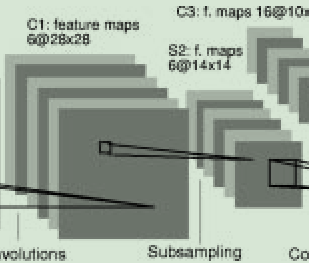 C3: f. maps 16@10x
C1: feature maps
6@28x28
S2: f. maps
6@14x14
volutions
Subsampling
Co